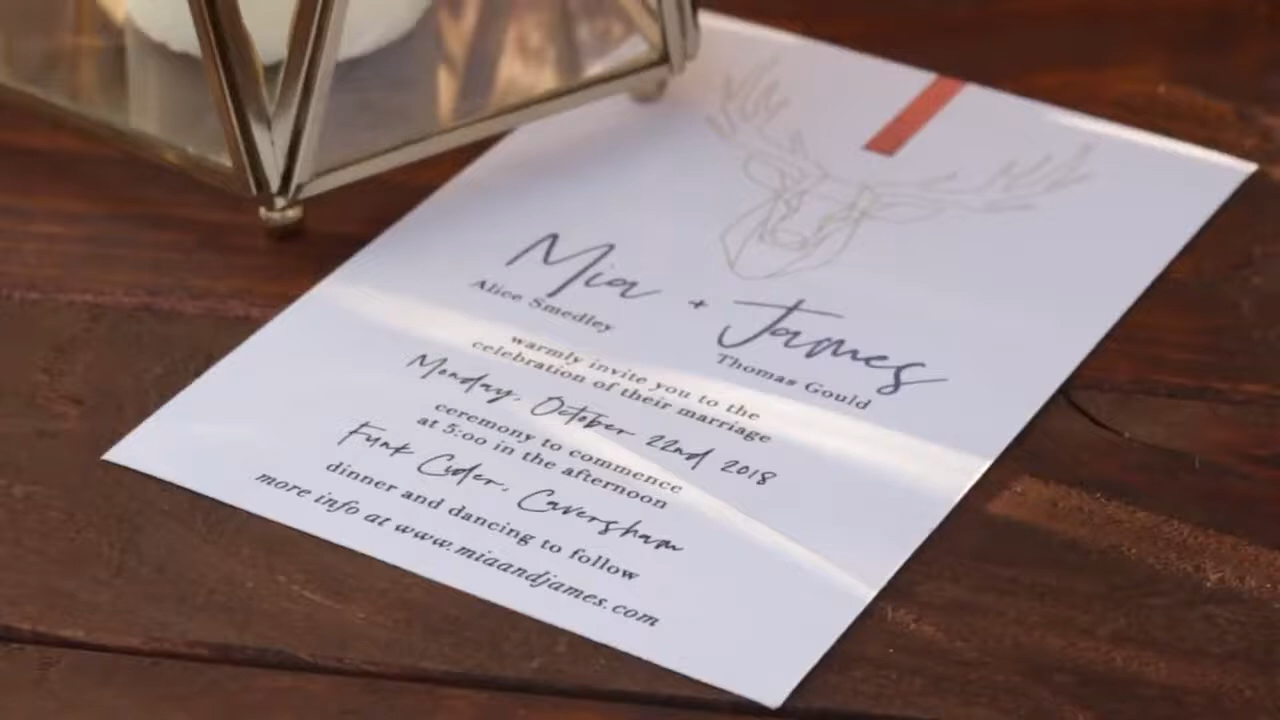 Mia + James
Alice Smedley Thomas Gould
warmly invite you to the
celebration of their marriage
Monday, October 22nd 2018
ceremony to commence
at 5:00 in the afternoon
Funk Cider, Caversham
dinner and dancing to follow
more info at www.miaandjames.com